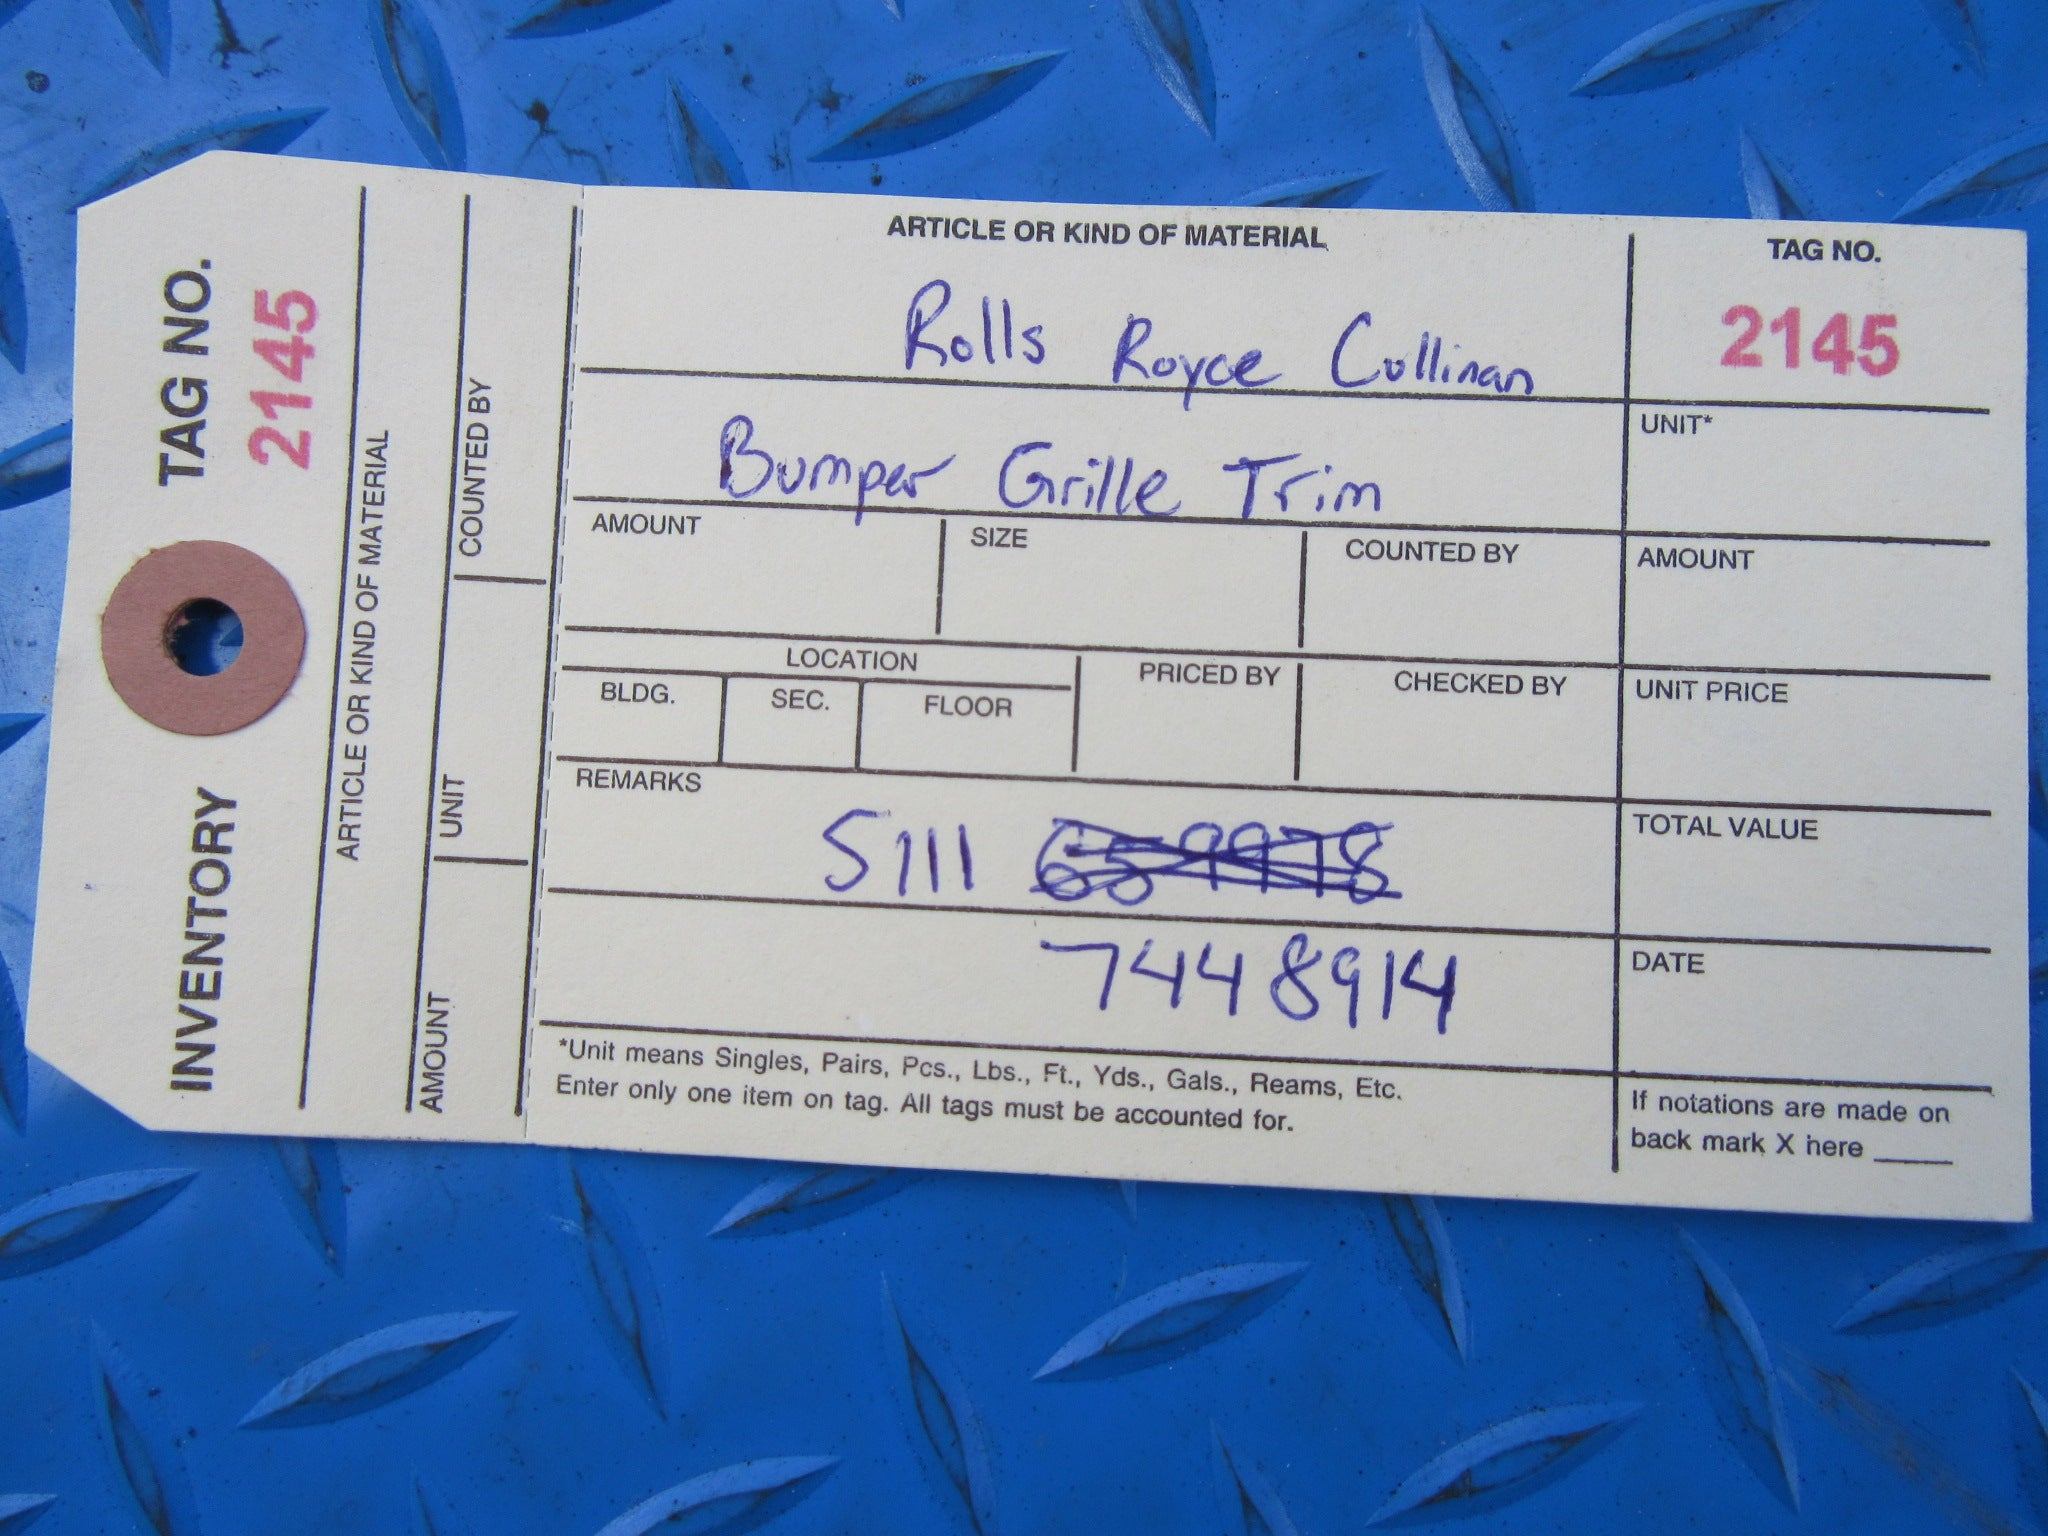 INVENTORY TAG NO.
2145
ARTICLE OR KIND OF MATERIAL
AMOUNT UNIT COUNTED BY
ARTICLE OR KIND OF MATERIAL
Rolls Royce Cullinan
Bumper Grille Trim
TAG NO.
2145
UNIT*
AMOUNT SIZE COUNTED BY AMOUNT
LOCATION PRICED BY CHECKED BY UNIT PRICE
BLDG. SEC. FLOOR
REMARKS
5111
TOTAL VALUE
7448914
DATE
*Unit means Singles, Pairs, Pcs., Lbs., Ft., Yds., Gals., Reams, Etc.
Enter only one item on tag. All tags must be accounted for.
If notations are made on
back mark X here